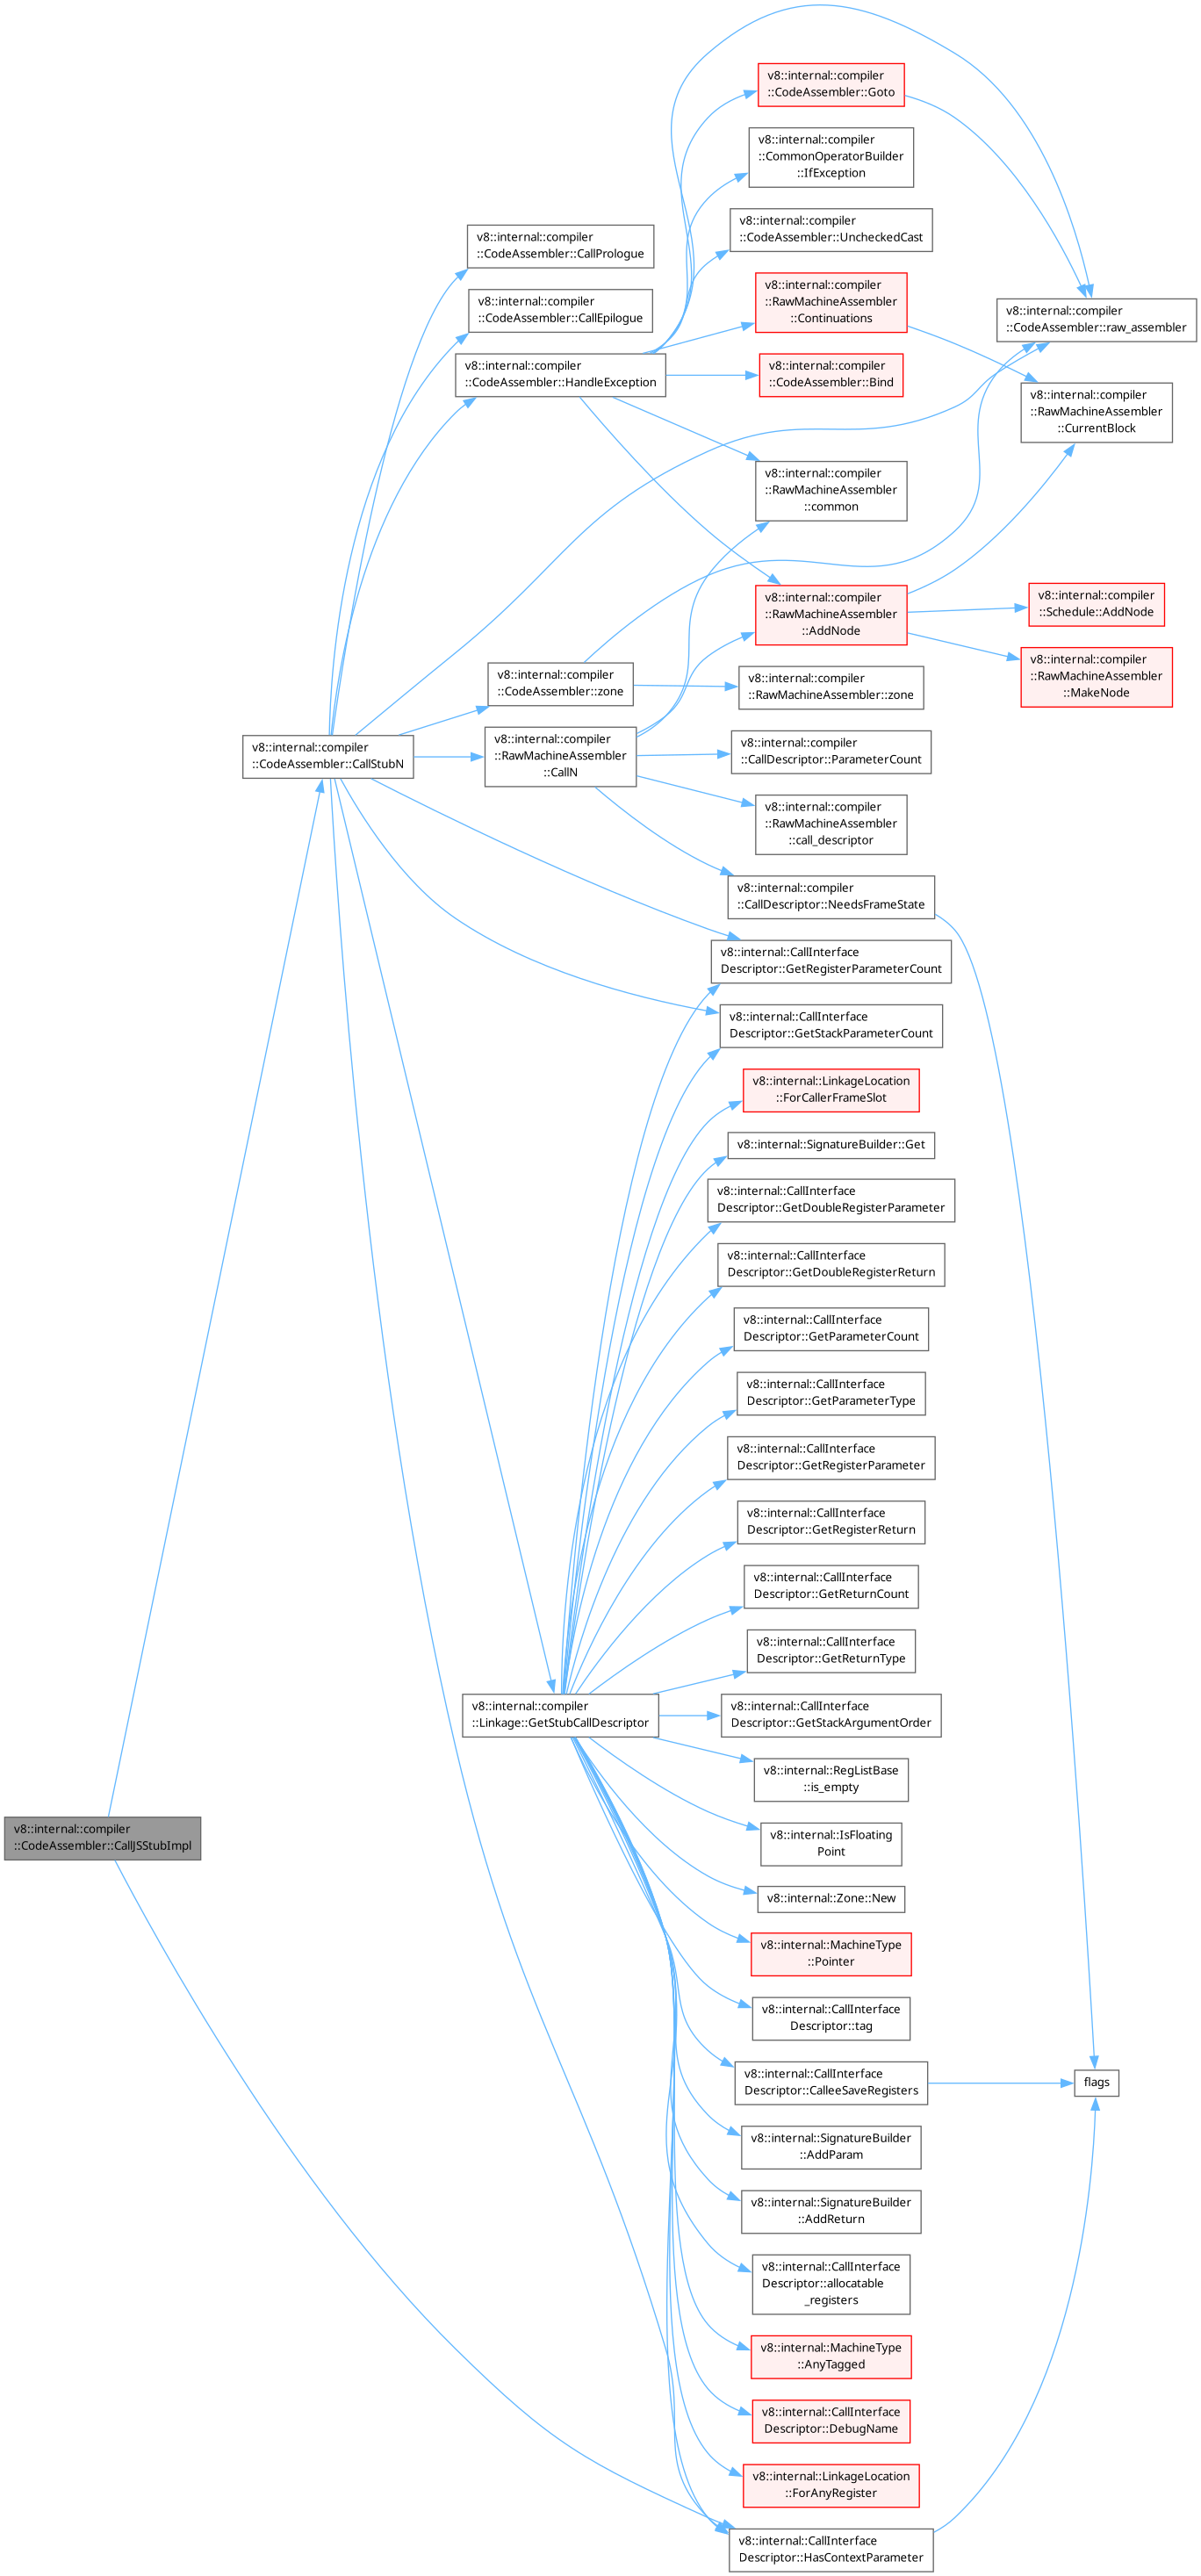 v8::internal::compiler
::CodeAssembler::Goto
v8::internal::compiler
::CommonOperatorBuilder
::IfException
v8::internal::compiler
::CodeAssembler::UncheckedCast
v8::internal::compiler
::CodeAssembler::CallPrologue
v8::internal::compiler
::RawMachineAssembler
::Continuations
v8::internal::compiler
::CodeAssembler::raw_assembler
v8::internal::compiler
::CodeAssembler::CallEpilogue
v8::internal::compiler
::CodeAssembler::HandleException
v8::internal::compiler
::CodeAssembler::Bind
v8::internal::compiler
::RawMachineAssembler
::CurrentBlock
v8::internal::compiler
::RawMachineAssembler
::common
v8::internal::compiler
::RawMachineAssembler
::AddNode
v8::internal::compiler
::Schedule::AddNode
v8::internal::compiler
::RawMachineAssembler
::MakeNode
v8::internal::compiler
::CodeAssembler::zone
v8::internal::compiler
::RawMachineAssembler::zone
v8::internal::compiler
::CodeAssembler::CallStubN
v8::internal::compiler
::RawMachineAssembler
::CallN
v8::internal::compiler
::CallDescriptor::ParameterCount
v8::internal::compiler
::RawMachineAssembler
::call_descriptor
v8::internal::compiler
::CallDescriptor::NeedsFrameState
v8::internal::CallInterface
Descriptor::GetRegisterParameterCount
v8::internal::CallInterface
Descriptor::GetStackParameterCount
v8::internal::LinkageLocation
::ForCallerFrameSlot
v8::internal::SignatureBuilder::Get
v8::internal::CallInterface
Descriptor::GetDoubleRegisterParameter
v8::internal::CallInterface
Descriptor::GetDoubleRegisterReturn
v8::internal::CallInterface
Descriptor::GetParameterCount
v8::internal::CallInterface
Descriptor::GetParameterType
v8::internal::CallInterface
Descriptor::GetRegisterParameter
v8::internal::CallInterface
Descriptor::GetRegisterReturn
v8::internal::CallInterface
Descriptor::GetReturnCount
v8::internal::CallInterface
Descriptor::GetReturnType
v8::internal::compiler
::Linkage::GetStubCallDescriptor
v8::internal::CallInterface
Descriptor::GetStackArgumentOrder
v8::internal::RegListBase
::is_empty
v8::internal::compiler
::CodeAssembler::CallJSStubImpl
v8::internal::IsFloating
Point
v8::internal::Zone::New
v8::internal::MachineType
::Pointer
v8::internal::CallInterface
Descriptor::tag
v8::internal::CallInterface
Descriptor::CalleeSaveRegisters
flags
v8::internal::SignatureBuilder
::AddParam
v8::internal::SignatureBuilder
::AddReturn
v8::internal::CallInterface
Descriptor::allocatable
_registers
v8::internal::MachineType
::AnyTagged
v8::internal::CallInterface
Descriptor::DebugName
v8::internal::LinkageLocation
::ForAnyRegister
v8::internal::CallInterface
Descriptor::HasContextParameter